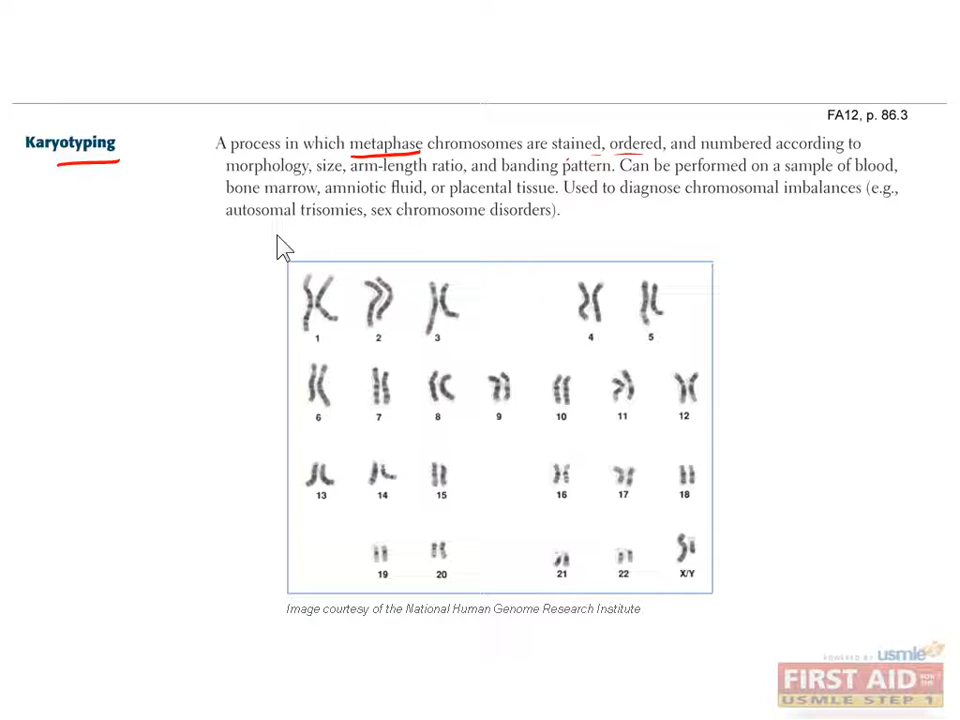 FA12, p. 86.3
Karyotyping
A process in which metaphase chromosomes are stained, ordered, and numbered according to
morphology, size, arm-length ratio, and banding pattern. Can be performed on a sample of blood,
bone marrow, amniotic fluid, or placental tissue. Used to diagnose chromosomal imbalances (e.g.,
autosomal trisomies, sex chromosome disorders).
1 2 3 4 5
6 7 8 9 10 11 12
13 14 15 16 17 18
19 20 21 22 X/Y
Image courtesy of the National Human Genome Research Institute
POWERED BY usmle
FIRST AID FOR THE
USMLE STEP 1